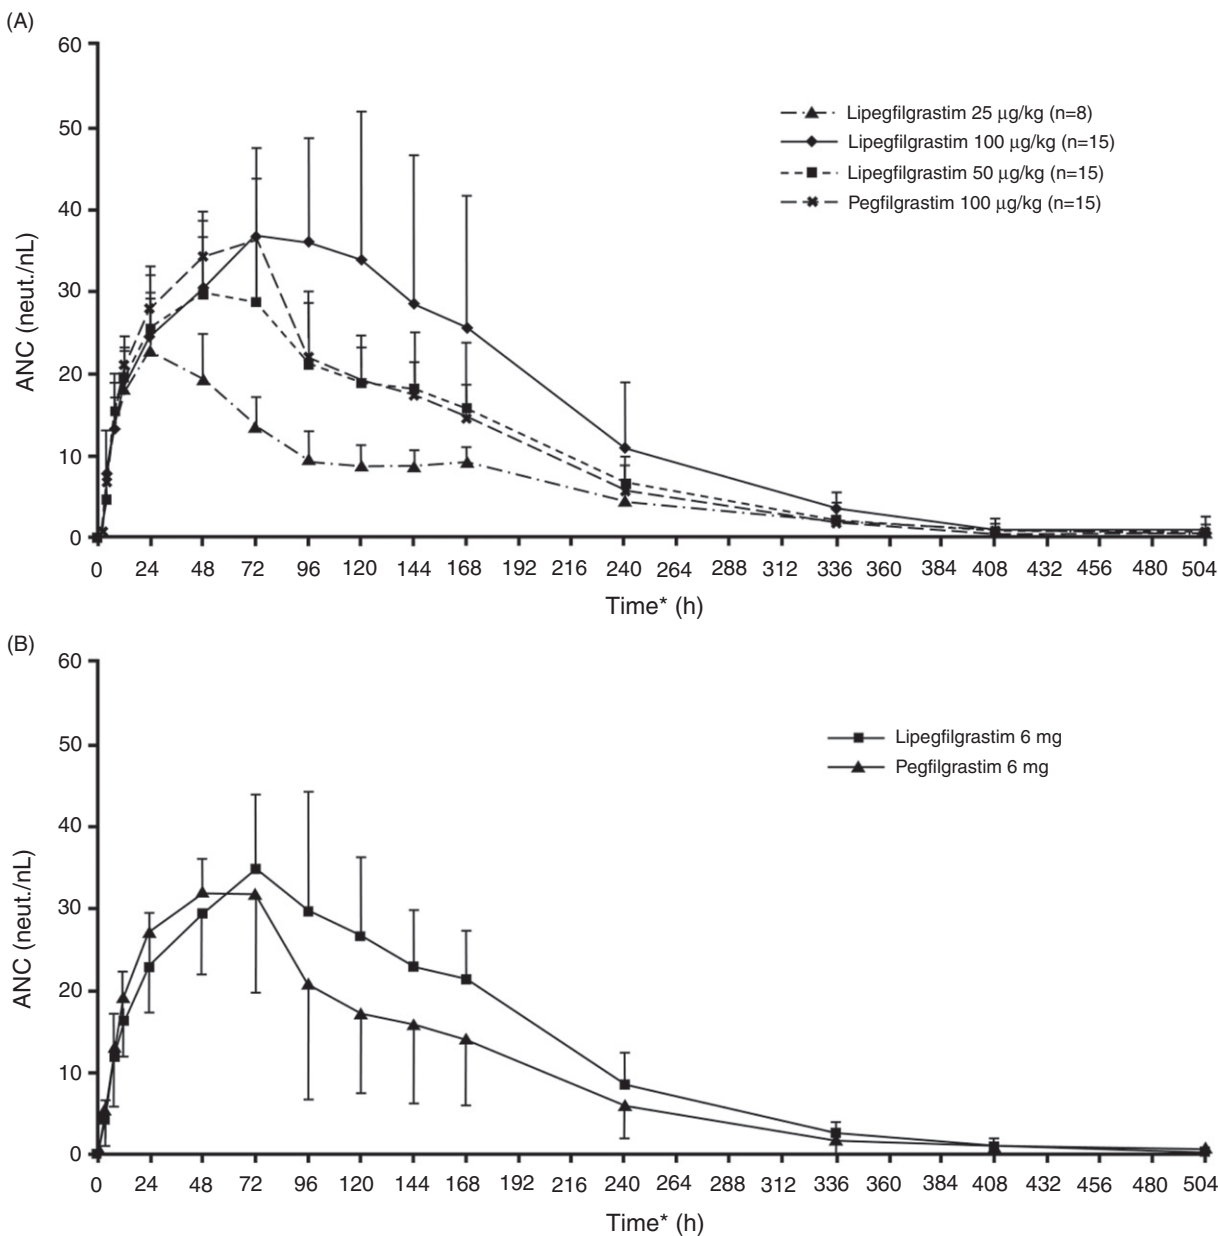 (A)
60
50
40
30
20
10
0
ANC (neut./nL)
Lipegfilgrastim 25 μg/kg (n=8)
Lipegfilgrastim 100 μg/kg (n=15)
Lipegfilgrastim 50 μg/kg (n=15)
Pegfilgrastim 100 μg/kg (n=15)
0 24 48 72 96 120 144 168 192 216 240 264 288 312 336 360 384 408 432 456 480 504
Time* (h)
(B)
60
50
40
30
20
10
0
ANC (neut./nL)
Lipegfilgrastim 6 mg
Pegfilgrastim 6 mg
0 24 48 72 96 120 144 168 192 216 240 264 288 312 336 360 384 408 432 456 480 504
Time* (h)